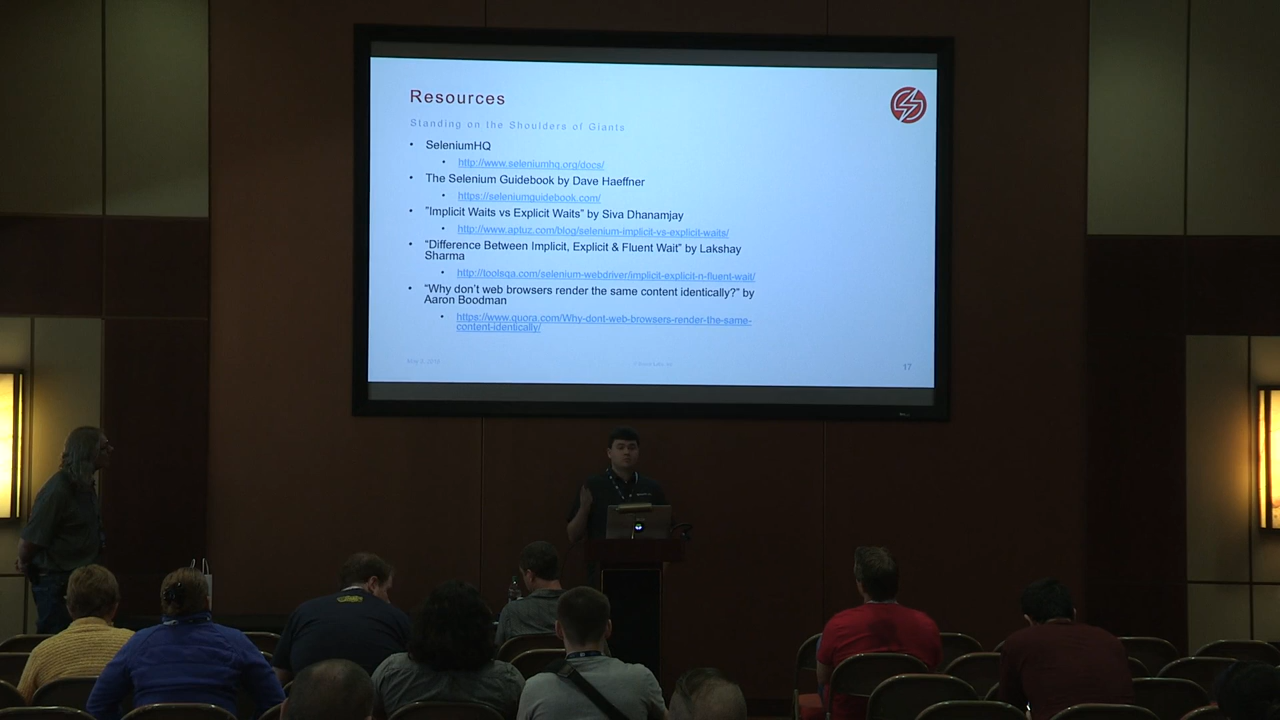 Resources
Standing on the Shoulders of Giants
• SeleniumHQ
• http://www.seleniumhq.org/docs/
• The Selenium Guidebook by Dave Haeffner
• https://seleniumguidebook.com/
• "Implicit Waits vs Explicit Waits" by Siva Dhanamjay
• http://www.aptuz.com/blog/selenium-implicit-vs-explicit-waits/
• “Difference Between Implicit, Explicit & Fluent Wait” by Lakshay
Sharma
• http://toolsqa.com/selenium-webdriver/implicit-explicit-n-fluent-wait/
• “Why don’t web browsers render the same content identically?” by
Aaron Boodman
• https://www.quora.com/Why-dont-web-browsers-render-the-same-
content-identically/
17